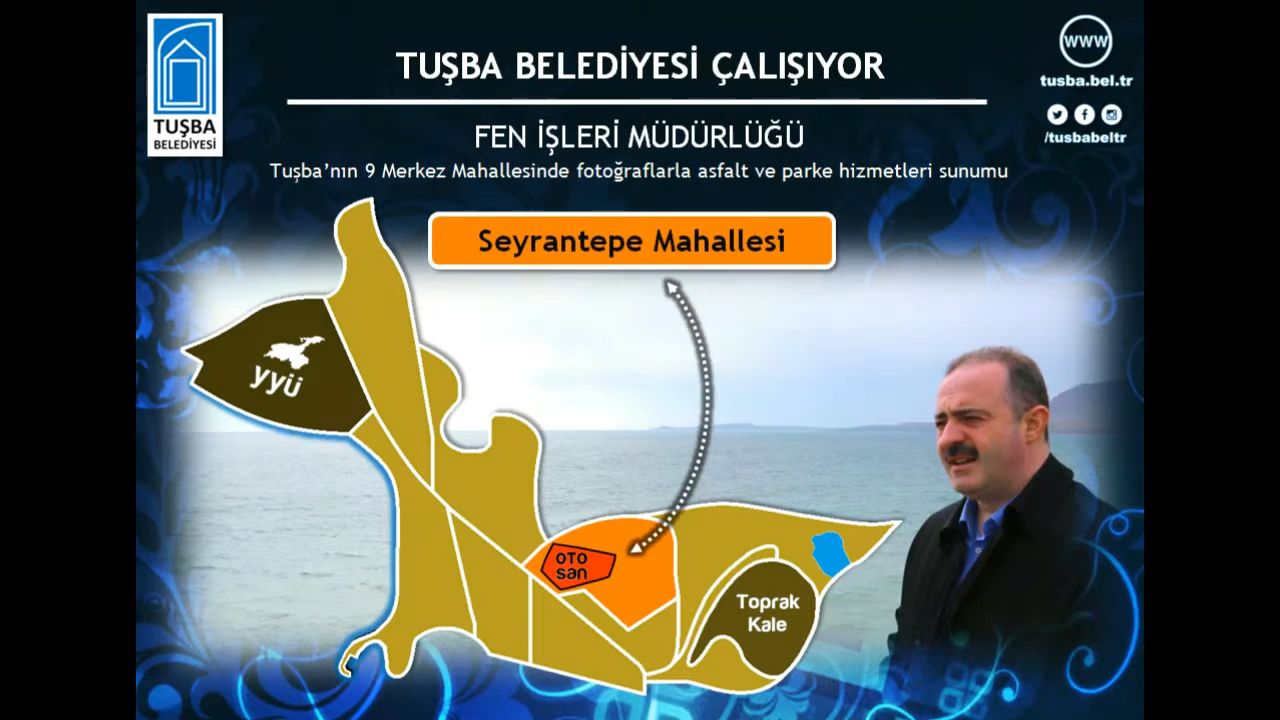 TUŞBA
BELEDİYESİ
TUŞBA BELEDİYESİ ÇALIŞIYOR
www
tusba.bel.tr
/tusbabeltr
FEN İŞLERİ MÜDÜRLÜĞÜ
Tuşba’nın 9 Merkez Mahallesinde fotoğraflarla asfalt ve parke hizmetleri sunumu
Seyrantepe Mahallesi
YYÜ
OTO
san
Toprak
Kale